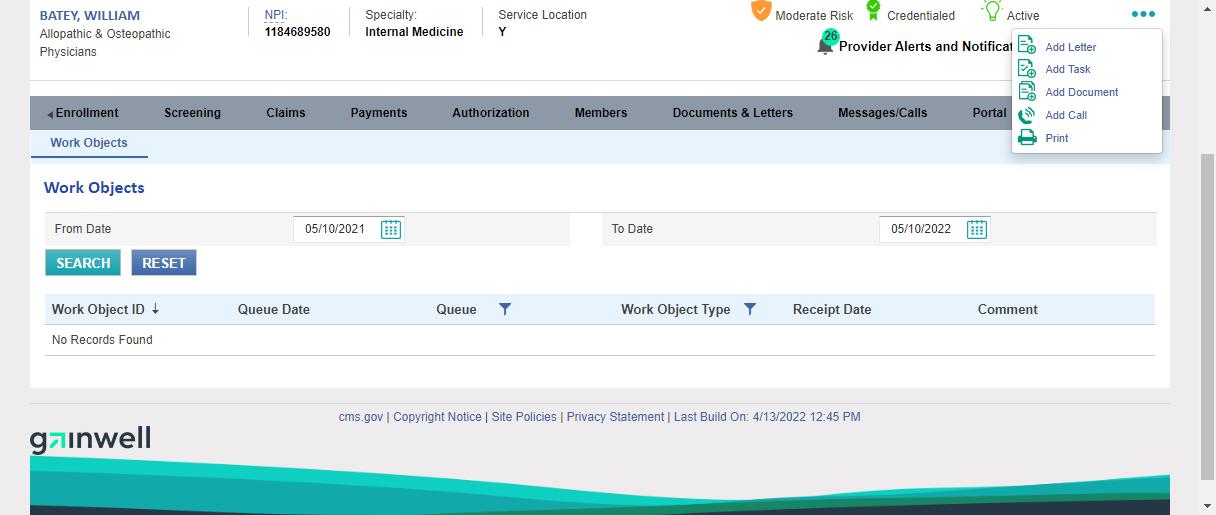 BATEY, WILLIAM
Allopathic & Osteopathic
Physicians
NPI:
1184689580
Specialty:
Internal Medicine
Service Location
Y
Moderate Risk
Credentialed
Active
26
Provider Alerts and Notificat
Add Letter
Add Task
Add Document
Add Call
Print
Enrollment Screening Claims Payments Authorization Members Documents & Letters Messages/Calls Portal
Work Objects
Work Objects
From Date 05/10/2021 To Date 05/10/2022
SEARCH RESET
Work Object ID Queue Date Queue Work Object Type Receipt Date Comment
No Records Found
cms.gov | Copyright Notice | Site Policies | Privacy Statement | Last Build On: 4/13/2022 12:45 PM
gainwell